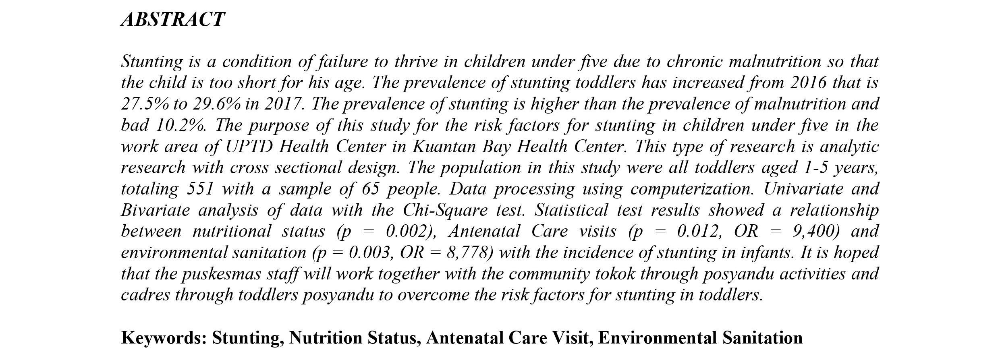 ABSTRACT
Stunting is a condition of failure to thrive in children under five due to chronic malnutrition so that
the child is too short for his age. The prevalence of stunting toddlers has increased from 2016 that is
27.5% to 29.6% in 2017. The prevalence of stunting is higher than the prevalence of malnutrition and
bad 10.2%. The purpose of this study for the risk factors for stunting in children under five in the
work area of UPTD Health Center in Kuantan Bay Health Center. This type of research is analytic
research with cross sectional design. The population in this study were all toddlers aged 1-5 years,
totaling 551 with a sample of 65 people. Data processing using computerization. Univariate and
Bivariate analysis of data with the Chi-Square test. Statistical test results showed a relationship
between nutritional status (p = 0.002), Antenatal Care visits (p = 0.012, OR = 9,400) and
environmental sanitation (p = 0.003, OR = 8,778) with the incidence of stunting in infants. It is hoped
that the puskesmas staff will work together with the community tokok through posyandu activities and
cadres through toddlers posyandu to overcome the risk factors for stunting in toddlers.
Keywords: Stunting, Nutrition Status, Antenatal Care Visit, Environmental Sanitation